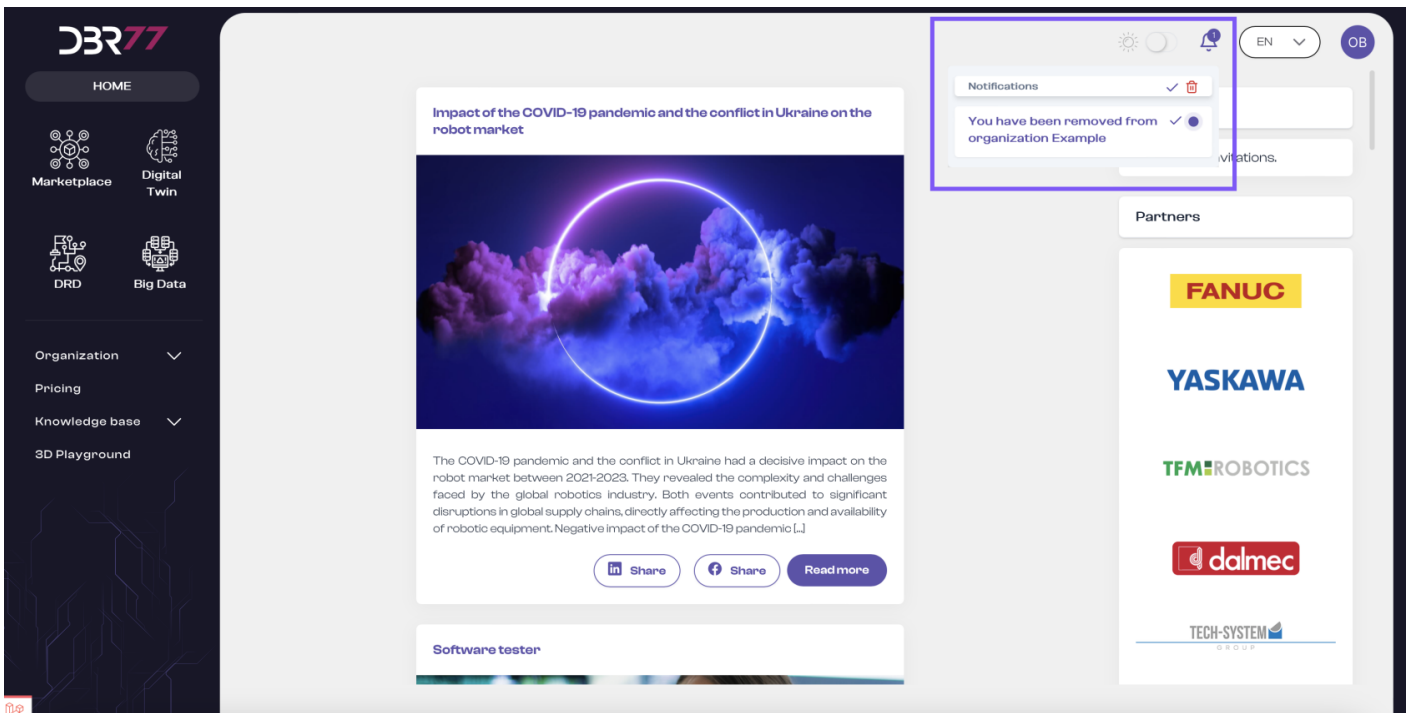 DBR77
HOME
Marketplace
Digital
Twin
DRD
Big Data
Organization
Pricing
Knowledge base
3D Playground
Impact of the COVID-19 pandemic and the conflict in Ukraine on the
robot market
The COVID-19 pandemic and the conflict in Ukraine had a decisive impact on the
robot market between 2021-2023. They revealed the complexity and challenges
faced by the global robotics industry. Both events contributed to significant
disruptions in global supply chains, directly affecting the production and availability
of robotic equipment. Negative impact of the COVID-19 pandemic [...]
Share
Share
Read more
Software tester
1
EN
OB
Notifications
You have been removed from
organization Example
Partners
FANUC
YASKAWA
TFM ROBOTICS
dalmec
TECH-SYSTEM
GROUP